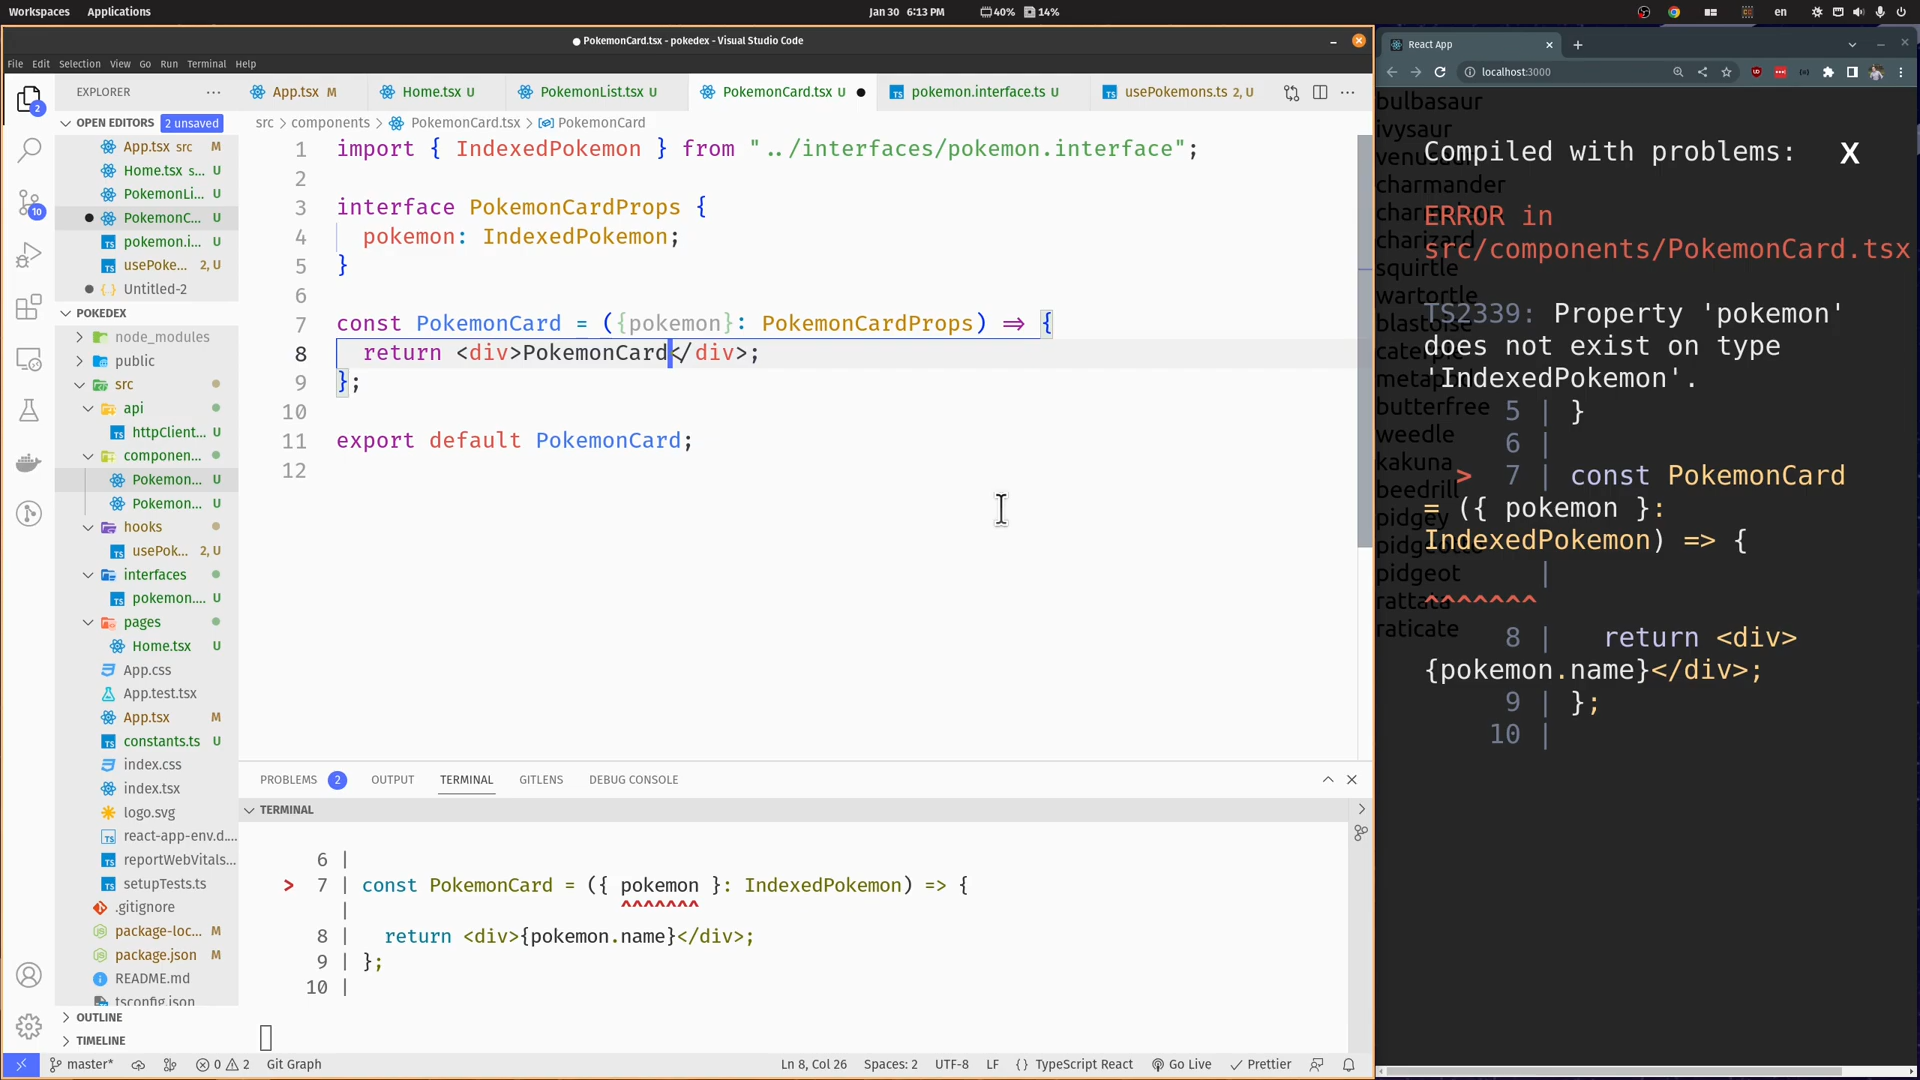 Workspaces Applications Jan 30 6:13 PM 40% 14% en
PokemonCard.tsx - pokedex - Visual Studio Code
File Edit Selection View Go Run Terminal Help
EXPLORER
App.tsx M
Home.tsx U
PokemonList.tsx U
PokemonCard.tsx U
pokemon.interface.ts U
usePokemons.ts 2, U
src components PokemonCard.tsx PokemonCard
2
10
OPEN EDITORS 2 unsaved
App.tsx src M
Home.tsx s... U
PokemonLi... U
PokemonC... U
pokemon.i... U
usePoke... 2, U
Untitled-2
POKEDEX
node_modules
public
src
api
httpClient... U
componen...
Pokemon... U
Pokemon... U
hooks
usePok... 2, U
interfaces
pokemon.... U
pages
Home.tsx U
App.css
App.test.tsx
App.tsx M
constants.ts U
index.css
index.tsx
logo.svg
react-app-env.d....
reportWebVitals...
setupTests.ts
.gitignore
package-loc... M
package.json M
README.md
tsconfig.json
OUTLINE
TIMELINE
1 import { IndexedPokemon } from "../interfaces/pokemon.interface";
2
3 interface PokemonCardProps {
4 pokemon: IndexedPokemon;
5 }
6
7 const PokemonCard = ({pokemon}: PokemonCardProps) => {
8 return <div>PokemonCard</div>;
9 };
10
11 export default PokemonCard;
12
PROBLEMS 2 OUTPUT TERMINAL GITLENS DEBUG CONSOLE
TERMINAL
6 |
> 7 | const PokemonCard = ({ pokemon }: IndexedPokemon) => {
| ^^^^^^^
8 | return <div>{pokemon.name}</div>;
9 | };
10 |
master* 0 2 Git Graph Ln 8, Col 26 Spaces: 2 UTF-8 LF {} TypeScript React Go Live Prettier
React App
localhost:3000
bulbasaur
ivysaur
venusaur
charmander
charizard
squirtle
wartortle
blastoise
metapod
butterfree
weedle
kakuna
beedrill
pidgey
pidgeotto
pidgeot
rattata
raticate
Compiled with problems: X
ERROR in
src/components/PokemonCard.tsx
TS2339: Property 'pokemon'
does not exist on type
'IndexedPokemon'.
5 | }
6 |
> 7 | const PokemonCard
= ({ pokemon }:
IndexedPokemon) => {
|
^^^^^^^
8 | return <div>
{pokemon.name}</div>;
9 | };
10 |